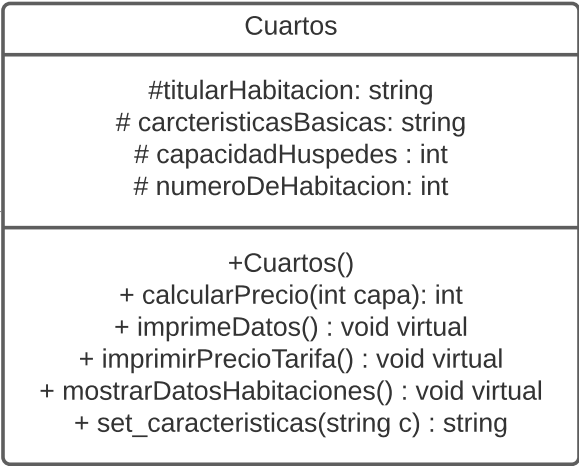 Cuartos
#titularHabitacion: string
# carcteristicasBasicas: string
# capacidadHuspedes : int
# numeroDeHabitacion: int
+Cuartos()
+ calcularPrecio(int capa): int
+ imprimeDatos() : void virtual
+ imprimirPrecioTarifa() : void virtual
+ mostrarDatosHabitaciones() : void virtual
+ set_caracteristicas(string c) : string